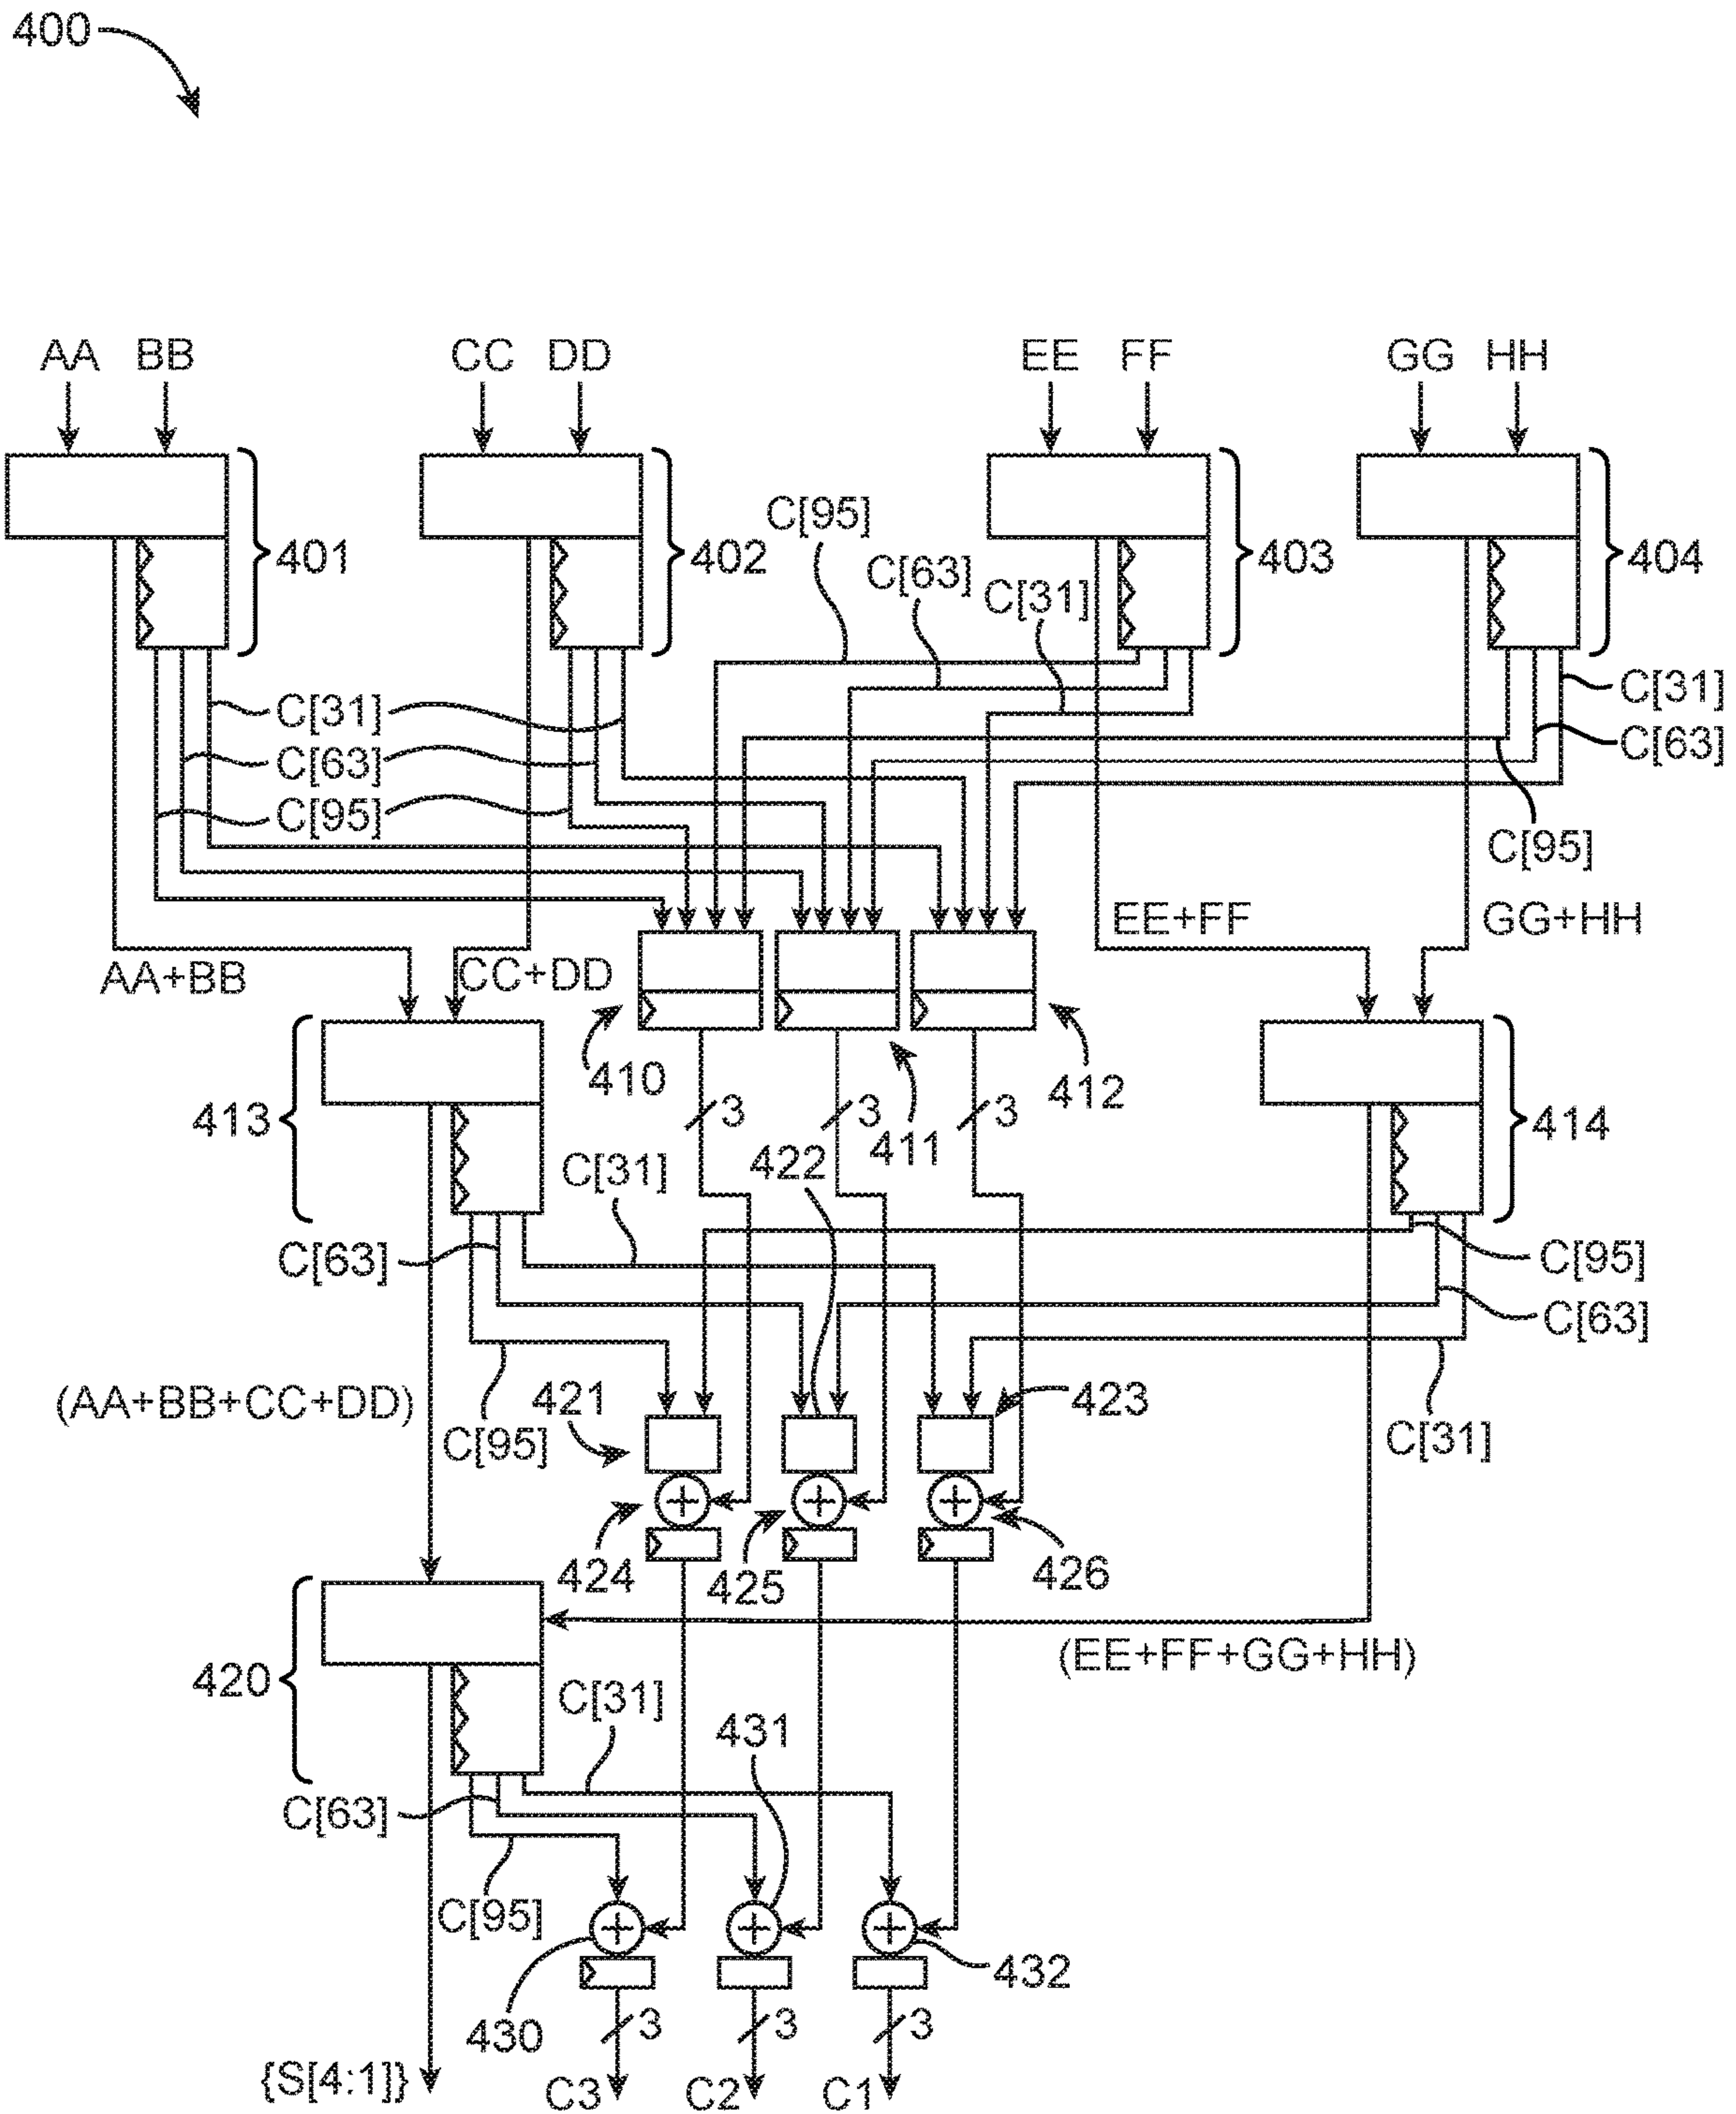 400
AA BB CC DD EE FF GG HH
C[95]
401 402 403 404
C[63]
C[31]
C[31] C[31]
C[63] C[63]
C[95] C[95]
EE+FF GG+HH
AA+BB CC+DD
410 412
413 3 3 3 414
411
C[31] 422
C[63] C[95]
C[63]
(AA+BB+CC+DD) 421 423
C[95] C[31]
424 425 426
(EE+FF+GG+HH)
420 C[31]
431
C[63]
C[95]
432
430 3 3 3
{S[4:1]} C3 C2 C1